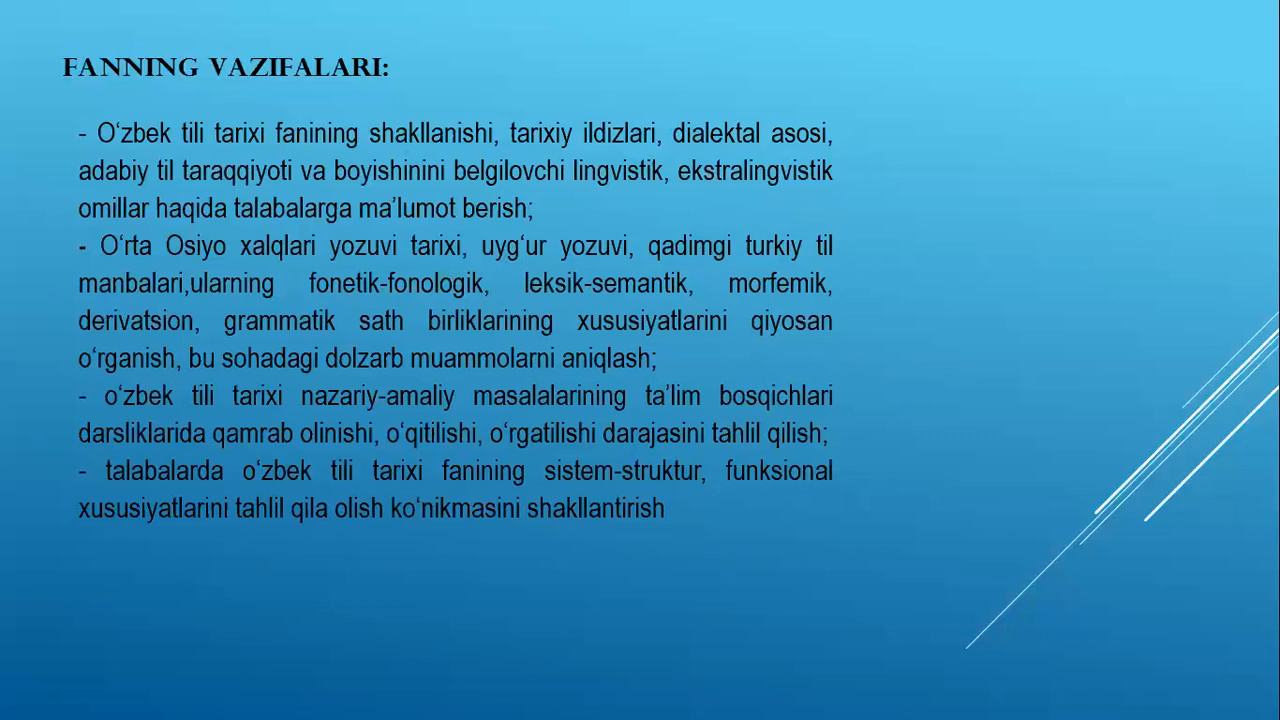 FANNING VAZIFALARI:
- O‘zbek tili tarixi fanining shakllanishi, tarixiy ildizlari, dialektal asosi,
adabiy til taraqqiyoti va boyishinini belgilovchi lingvistik, ekstralingvistik
omillar haqida talabalarga ma’lumot berish;
- O‘rta Osiyo xalqlari yozuvi tarixi, uyg‘ur yozuvi, qadimgi turkiy til
manbalari,ularning fonetik-fonologik, leksik-semantik, morfemik,
derivatsion, grammatik sath birliklarining xususiyatlarini qiyosan
o‘rganish, bu sohadagi dolzarb muammolarni aniqlash;
- o‘zbek tili tarixi nazariy-amaliy masalalarining ta’lim bosqichlari
darsliklarida qamrab olinishi, o‘qitilishi, o‘rgatilishi darajasini tahlil qilish;
- talabalarda o‘zbek tili tarixi fanining sistem-struktur, funksional
xususiyatlarini tahlil qila olish ko‘nikmasini shakllantirish